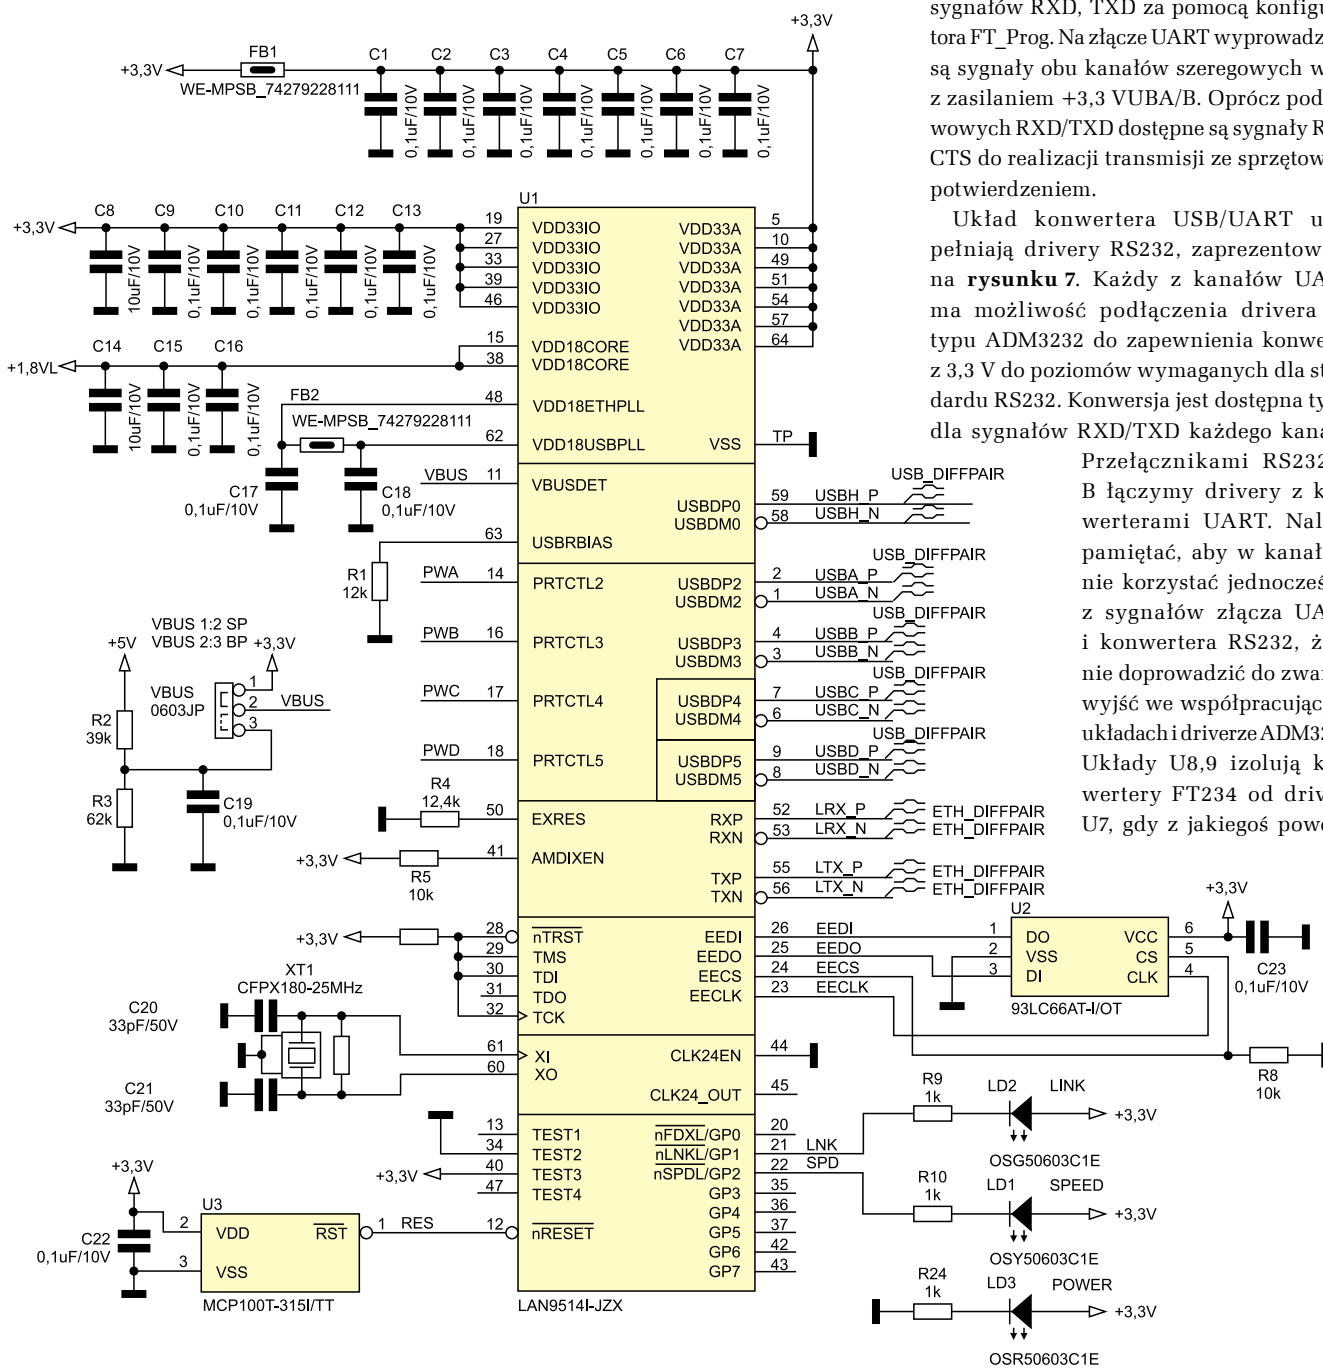 sygnałów RXD, TXD za pomocą konfigu
tora FT_Prog. Na złącze UART wyprowadz
są sygnały obu kanałów szeregowych w
z zasilaniem +3,3 VUBA/B. Oprócz pod
wowych RXD/TXD dostępne są sygnały R
CTS do realizacji transmisji ze sprzętow
potwierdzeniem.
Układ konwertera USB/UART u
pełniają drivery RS232, zaprezentow
na rysunku 7. Każdy z kanałów UA
ma możliwość podłączenia drivera
typu ADM3232 do zapewnienia konwe
z 3,3 V do poziomów wymaganych dla st
dardu RS232. Konwersja jest dostępna ty
dla sygnałów RXD/TXD każdego kana
Przełącznikami RS232
B łączymy drivery z k
werterami UART. Nal
pamiętać, aby w kanał
nie korzystać jednocześ
z sygnałów złącza UA
i konwertera RS232, ż
nie doprowadzić do zwar
wyjść we współpracując
układach i driverze ADM32
Układy U8,9 izolują k
wertery FT234 od driv
U7, gdy z jakiegoś powo
+3,3V
FB1
+3,3V
WE-MPSB_74279228111
C1 C2 C3 C4 C5 C6 C7
0,1uF/10V 0,1uF/10V 0,1uF/10V 0,1uF/10V 0,1uF/10V 0,1uF/10V 0,1uF/10V
+3,3V
C8 C9 C10 C11 C12 C13
10uF/10V 0,1uF/10V 0,1uF/10V 0,1uF/10V 0,1uF/10V 0,1uF/10V
+1,8VL
C14 C15 C16
10uF/10V 0,1uF/10V 0,1uF/10V
FB2
WE-MPSB_74279228111
C17
0,1uF/10V
C18
0,1uF/10V
U1
19 VDD33IO
27 VDD33IO
33 VDD33IO
39 VDD33IO
46 VDD33IO
15 VDD18CORE
38 VDD18CORE
48 VDD18ETHPLL
62 VDD18USBPLL
VBUS 11 VBUSDET
63 USBRBIAS
R1
12k
PWA 14 PRTCTL2
PWB 16 PRTCTL3
PWC 17 PRTCTL4
PWD 18 PRTCTL5
R4
12,4k
50 EXRES
+3,3V 41 AMDIXEN
R5
10k
+3,3V
28 nTRST
29 TMS
30 TDI
31 TDO
32 TCK
61 XI
60 XO
13 TEST1
34 TEST2
+3,3V 40 TEST3
47 TEST4
12 nRESET
VDD33A 5
VDD33A 10
VDD33A 49
VDD33A 51
VDD33A 54
VDD33A 57
VDD33A 64
VSS TP
USBDP0 59 USBH_P USB_DIFFPAIR
USBDM0 58 USBH_N
USBDP2 2 USBA_P USB_DIFFPAIR
USBDM2 1 USBA_N
USBDP3 4 USBB_P USB_DIFFPAIR
USBDM3 3 USBB_N
USBDP4 7 USBC_P USB_DIFFPAIR
USBDM4 6 USBC_N
USBDP5 9 USBD_P USB_DIFFPAIR
USBDM5 8 USBD_N
RXP 52 LRX_P ETH_DIFFPAIR
RXN 53 LRX_N ETH_DIFFPAIR
TXP 55 LTX_P ETH_DIFFPAIR
TXN 56 LTX_N ETH_DIFFPAIR
EEDI 26 EEDI
EEDO 25 EEDO
EECS 24 EECS
EECLK 23 EECLK
CLK24EN 44
CLK24_OUT 45
nFDXL/GP0 20
nLNKL/GP1 21 LNK
nSPDL/GP2 22 SPD
GP3 35
GP4 36
GP5 37
GP6 42
GP7 43
LAN9514I-JZX
VBUS 1:2 SP
VBUS 2:3 BP
+5V +3,3V
VBUS
0603JP
1
2 VBUS
3
R2
39k
R3
62k
C19
0,1uF/10V
XT1
CFPX180-25MHz
C20
33pF/50V
C21
33pF/50V
+3,3V
U3
2 VDD RST 1 RES
3 VSS
C22
0,1uF/10V
MCP100T-315I/TT
+3,3V
U2
1 DO VCC 6
2 VSS CS 5
3 DI CLK 4
93LC66AT-I/OT
C23
0,1uF/10V
R8
10k
R9
1k
LD2 LINK
+3,3V
OSG50603C1E
R10
1k
LD1 SPEED
+3,3V
OSY50603C1E
R24
1k
LD3 POWER
+3,3V
OSR50603C1E